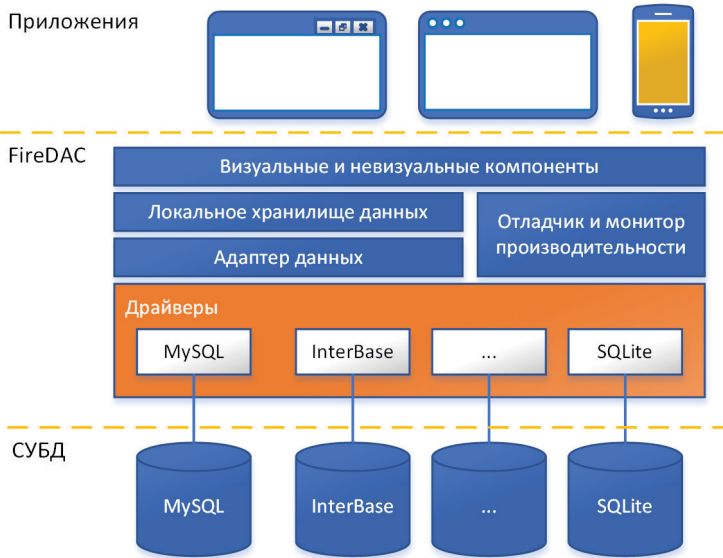 Приложения
FireDAC
Визуальные и невизуальные компоненты
Локальное хранилище данных
Отладчик и монитор
производительности
Адаптер данных
Драйверы
MySQL
InterBase
...
SQLite
СУБД
MySQL
InterBase
...
SQLite